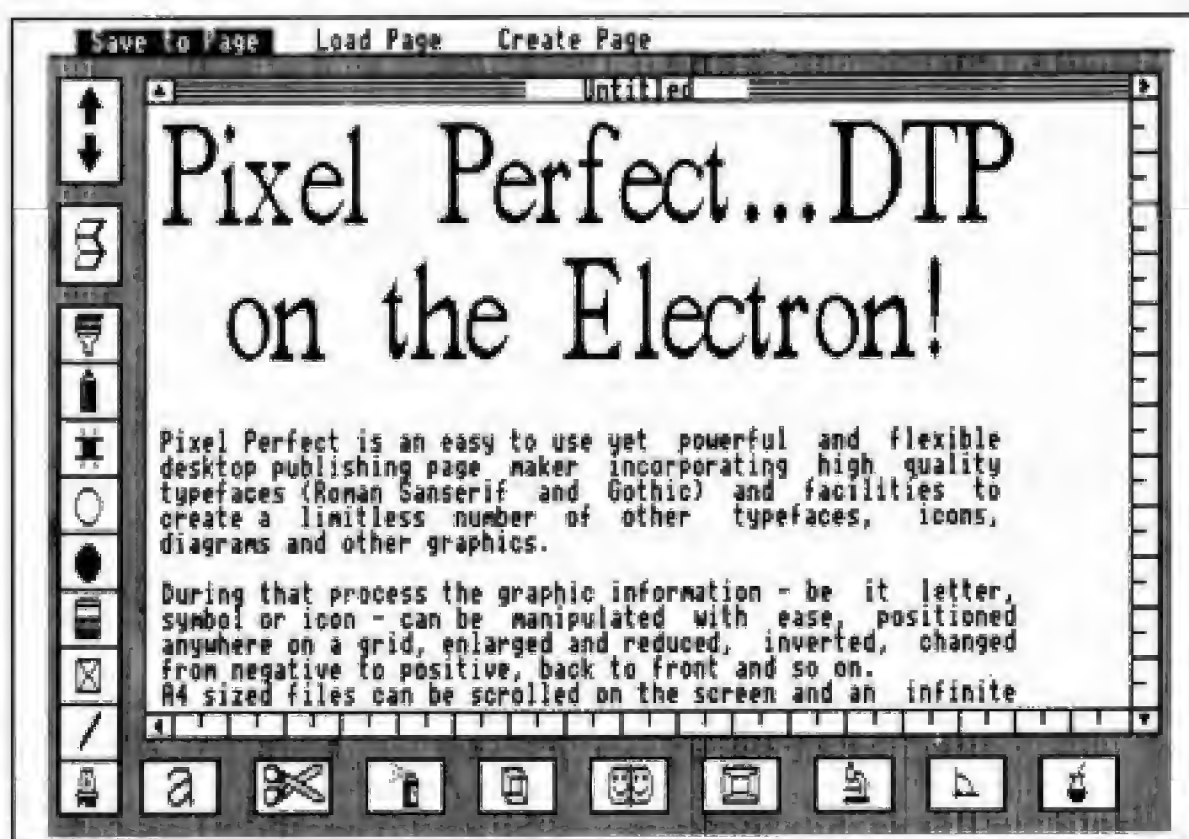 Save to Page Load Page Create Page
Untitled
Pixel Perfect...DTP
on the Electron!
Pixel Perfect is an easy to use yet powerful and flexible
desktop publishing page maker incorporating high quality
typefaces (Roman Sanserif and Gothic) and facilities to
create a limitless number of other typefaces, icons,
diagrams and other graphics.
During that process the graphic information - be it letter,
symbol or icon - can be manipulated with ease, positioned
anywhere on a grid, enlarged and reduced, inverted, changed
from negative to positive, back to front and so on.
A4 sized files can be scrolled on the screen and an infinite
a